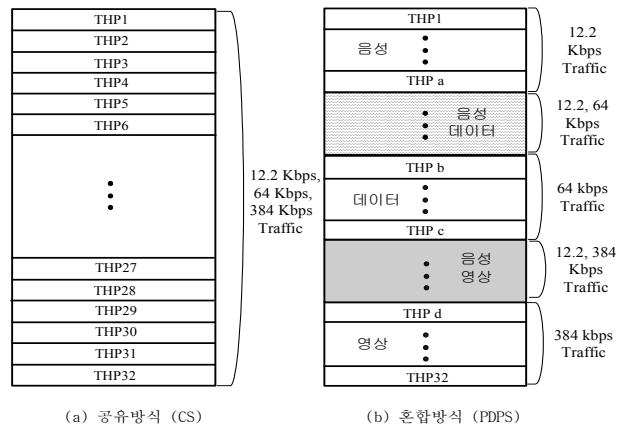 THP1
THP2
THP3
THP4
THP5
THP6
THP27
THP28
THP29
THP30
THP31
THP32
12.2 Kbps,
64 Kbps,
384 Kbps
Traffic
(a) 공유방식 (CS)
THP1
음성
THP a
음성
데이터
THP b
데이터
THP c
음성
영상
THP d
영상
THP32
12.2
Kbps
Traffic
12.2, 64
Kbps
Traffic
64 kbps
Traffic
12.2, 384
Kbps
Traffic
384 kbps
Traffic
(b) 혼합방식 (PDPS)